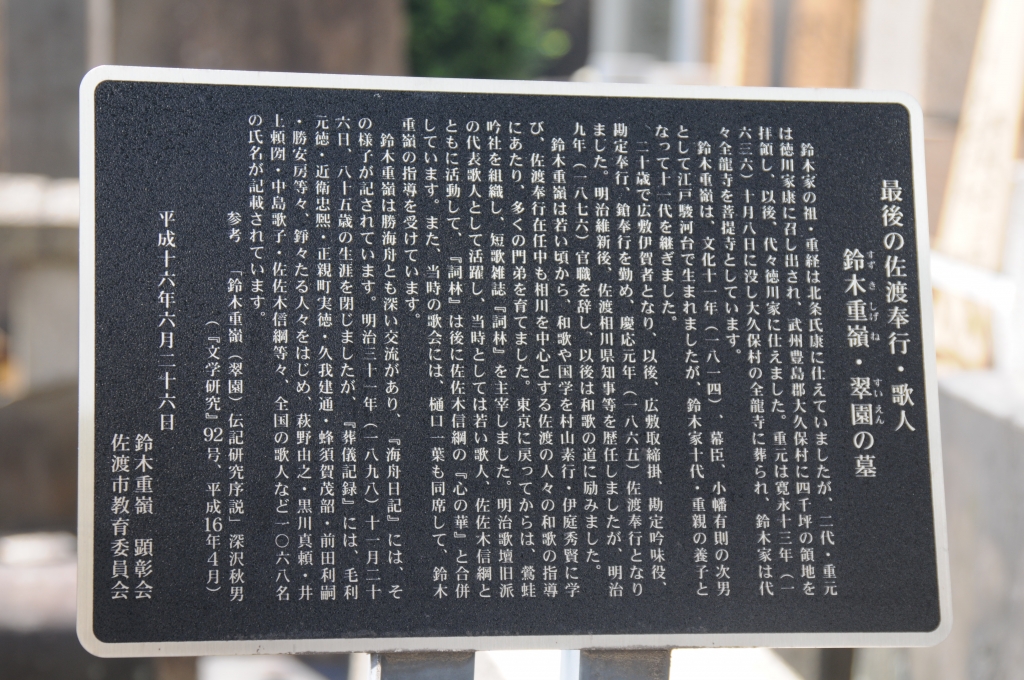 最後の佐渡奉行・歌人
鈴木重嶺・翠園の墓
すずきしげね
すいえん
鈴木家の祖・重経は北条氏康に仕えていましたが、二代・重元
は徳川家康に召し出され、武州豊島郡大久保村に四千坪の領地を
拝領し、以後、代々徳川家に仕えました。重元は寛永十三年（一
六三六）十月八日に没し大久保村の全龍寺に葬られ、鈴木家は代
々全龍寺を菩提寺としています。
鈴木重嶺は、文化十一年（一八一四）、幕臣、小幡有則の次男
として江戸駿河台で生まれましたが、鈴木家十代・重親の養子と
なって十一代を継ぎました。
二十歳で広敷伊賀者となり、以後、広敷取締掛、勘定吟味役、
勘定奉行、鎗奉行を勤め、慶応元年（一八六五）佐渡奉行となり
ました。明治維新後、佐渡相川県知事等を歴任しましたが、明治
九年（一八七六）官職を辞し、以後は和歌の道に励みました。
鈴木重嶺は若い頃から、和歌や国学を村山素行・伊庭秀賢に学
び、佐渡奉行在任中も相川を中心とする佐渡の人々の和歌の指導
にあたり、多くの門弟を育てました。東京に戻ってからは、鶯蛙
吟社を組織し、短歌雑誌『詞林』を主宰しました。明治歌壇旧派
の代表歌人として活躍し、当時としては若い歌人、佐佐木信綱と
ともに活動して、『詞林』は後に佐佐木信綱の『心の華』と合併
しています。また、当時の歌会には、樋口一葉も同席して、鈴木
重嶺の指導を受けています。
鈴木重嶺は勝海舟とも深い交流があり、『海舟日記』には、そ
の様子が記されています。明治三十一年（一八九八）十一月二十
六日、八十五歳の生涯を閉じましたが、『葬儀記録』には、毛利
元徳・近衛忠熙・正親町実徳・久我建通・蜂須賀茂韶・前田利嗣
・勝安房等々、錚々たる人々をはじめ、萩野由之・黒川真頼・井
上頼圀・中島歌子・佐佐木信綱等々、全国の歌人など一〇六八名
の氏名が記載されています。
参考　「鈴木重嶺（翠園）伝記研究序説」深沢秋男
（『文学研究』92号、平成16年4月）
平成十六年六月二十六日
鈴木重嶺　顕彰会
佐渡市教育委員会